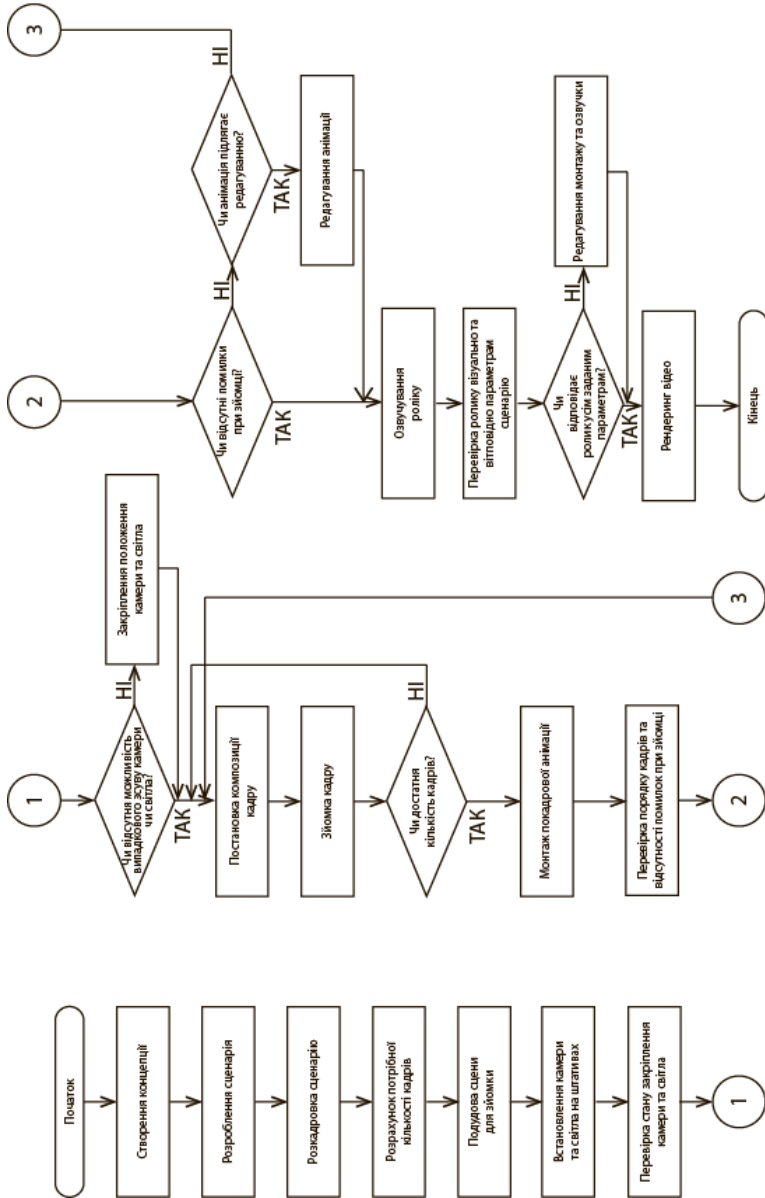 Початок
Створення концепції
Розроблення сценарія
Розкадровка сценарію
Розрахунок потрібної
кількості кадрів
Подудова сцени
для зйомки
Встановлення камери
та світла на штативах
Перевірка стану закріплення
камери та світла
1
1
Чи відсутня можливість
випадкового зсуву камери
чи світла?
НІ
Закріплення положення
камери та світла
ТАК
Постановка композиції
кадру
Зйомка кадру
Чи достатня
кількість кадрів?
НІ
ТАК
Монтаж покадрової анімації
Перевірка порядку кадрів та
відсутності помилок при зйомці
2
3
2
Чи відсутні помилки
при зйомці?
НІ
ТАК
Чи анімація підлягає
редагуванню?
НІ
3
ТАК
Редагування анімації
Озвучування
роліку
Перевірка ролику візуально та
вітповідно параметрам
сценарію
Чи
відповідає
ролик усім заданим
параметрам?
НІ
Редагування монтажу та озвучки
ТАК
Рендеринг відео
Кінець